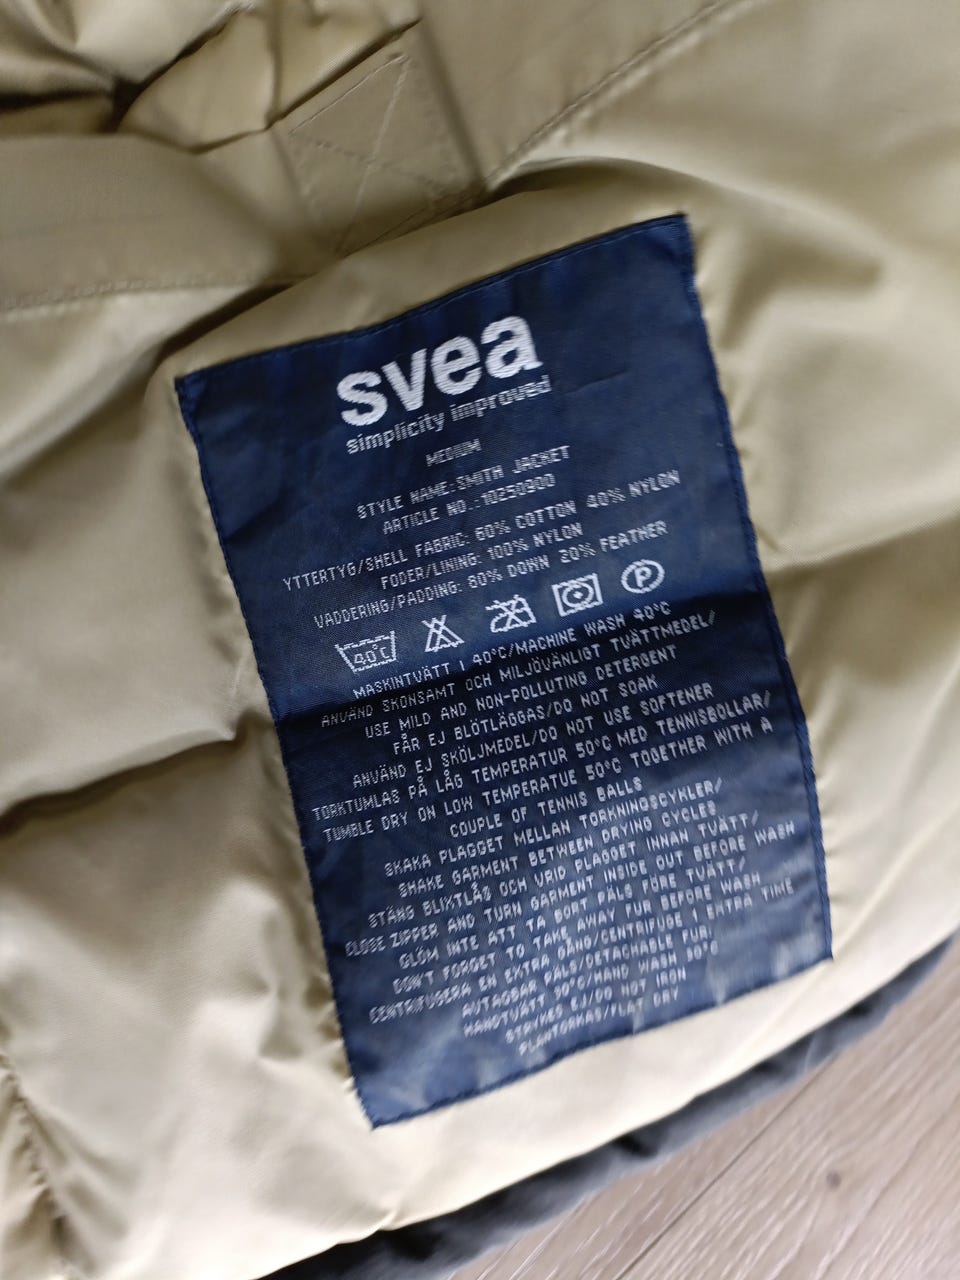 svea
simplicity improved
MEDIUM
STYLE NAME:SMITH JACKET
ARTICLE NO.:10250300
YTTERTYG/SHELL FABRIC: 60% COTTON 40% NYLON
FODER/LINING: 100% NYLON
VADDERING/PADDING: 80% DOWN 20% FEATHER
40°C P
MASKINTVÄTT I 40°C/MACHINE WASH 40°C
ANVÄND SKONSAMT OCH MILJÖVÄNLIGT TVÄTTMEDEL/
USE MILD AND NON-POLLUTING DETERGENT
FÅR EJ BLÖTLÄGGAS/DO NOT SOAK
ANVÄND EJ SKÖLJMEDEL/DO NOT USE SOFTENER
TORKTUMLAS PÅ LÅG TEMPERATUR 50°C MED TENNISBOLLAR/
TUMBLE DRY ON LOW TEMPERATUE 50°C TOGETHER WITH A
COUPLE OF TENNIS BALLS
SKAKA PLAGGET MELLAN TORKNINGSCYKLER/
SHAKE GARMENT BETWEEN DRYING CYCLES
STÄNG BLIKTLÅS OCH VRID PLAGGET INNAN TVÄTT/
CLOSE ZIPPER AND TURN GARMENT INSIDE OUT BEFORE WASH
GLÖM INTE ATT TA BORT PÄLS FÖRE TVÄTT/
DON'T FORGET TO TAKE AWAY FUR BEFORE WASH
CENTRIFUGERA EN EXTRA GÅNG/CENTRIFUGE 1 EXTRA TIME
AVTAGBAR PÄLS/DETACHABLE FUR:
HANDTVÄTT 30°C/HAND WASH 30°C
STRYKES EJ/DO NOT IRON
PLANTORKAS/FLAT DRY